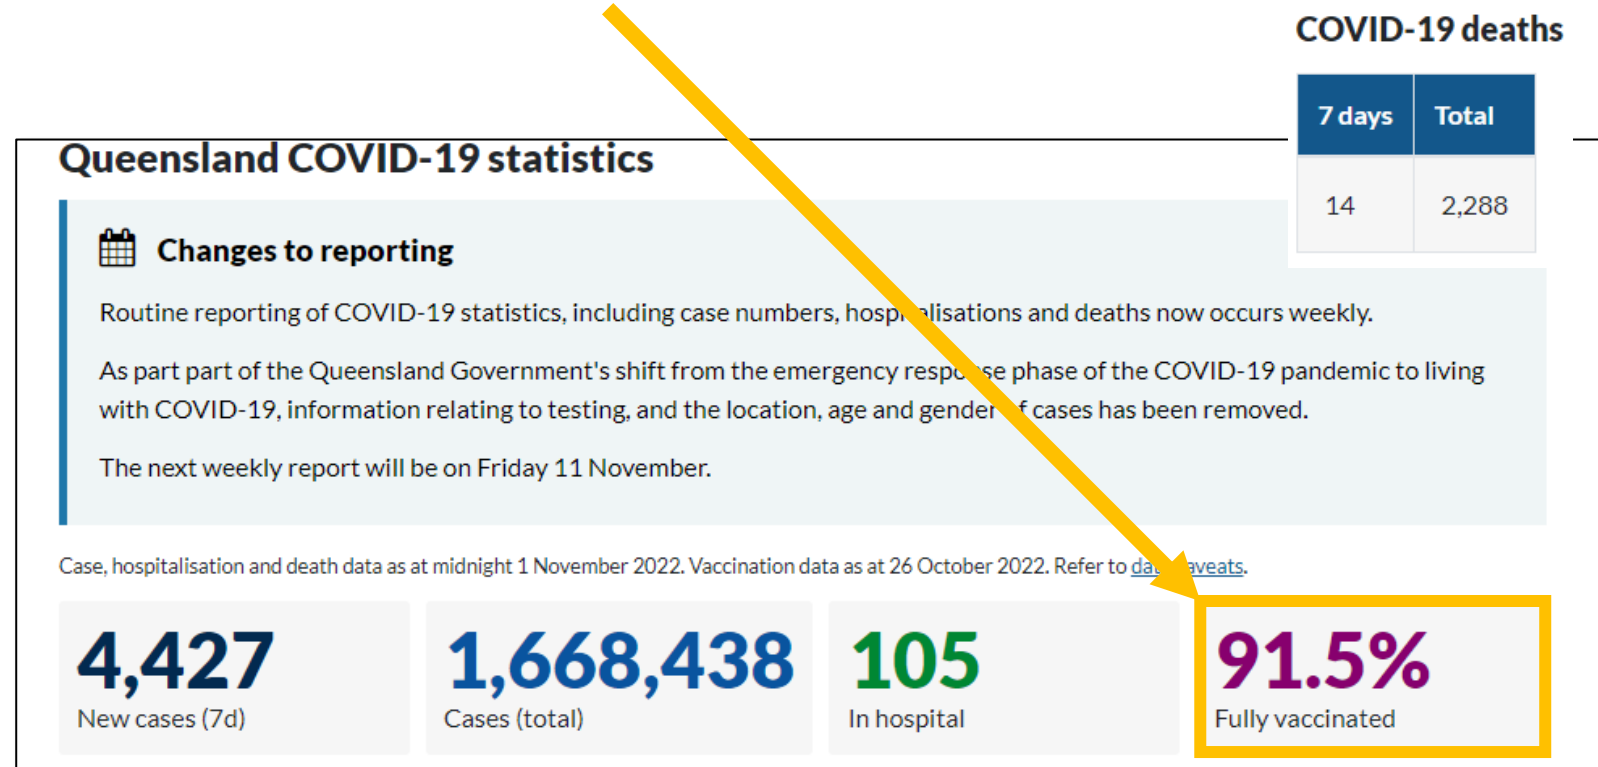 COVID-19 deaths
7 days Total
14 2,288
Queensland COVID-19 statistics
Changes to reporting
Routine reporting of COVID-19 statistics, including case numbers, hospitalisations and deaths now occurs weekly.
As part part of the Queensland Government's shift from the emergency response phase of the COVID-19 pandemic to living
with COVID-19, information relating to testing, and the location, age and gender of cases has been removed.
The next weekly report will be on Friday 11 November.
Case, hospitalisation and death data as at midnight 1 November 2022. Vaccination data as at 26 October 2022. Refer to data caveats.
4,427 1,668,438 105 91.5%
New cases (7d) Cases (total) In hospital Fully vaccinated